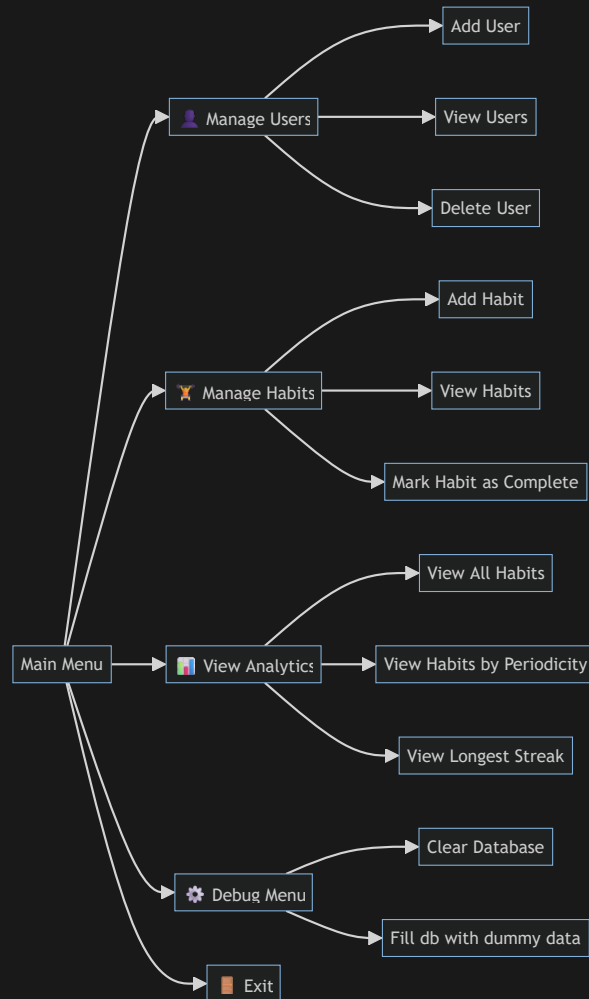 Main Menu
👤 Manage Users
Add User
View Users
Delete User
🏋 Manage Habits
Add Habit
View Habits
Mark Habit as Complete
📊 View Analytics
View All Habits
View Habits by Periodicity
View Longest Streak
⚙ Debug Menu
Clear Database
Fill db with dummy data
🚪 Exit